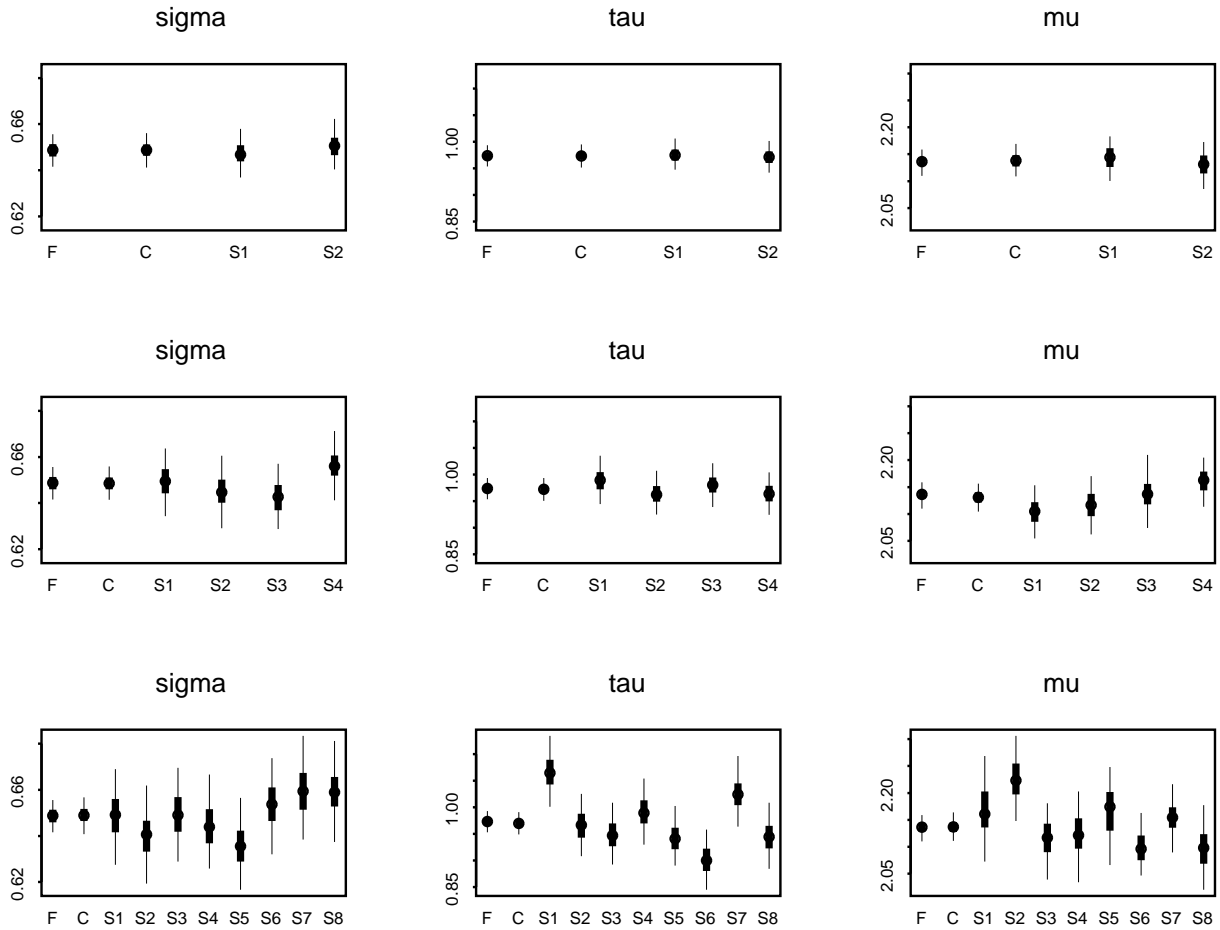 sigma
0.66
0.62
F C S1 S2
tau
1.00
0.85
F C S1 S2
mu
2.20
2.05
F C S1 S2
sigma
0.66
0.62
F C S1 S2 S3 S4
tau
1.00
0.85
F C S1 S2 S3 S4
mu
2.20
2.05
F C S1 S2 S3 S4
sigma
0.66
0.62
F C S1 S2 S3 S4 S5 S6 S7 S8
tau
1.00
0.85
F C S1 S2 S3 S4 S5 S6 S7 S8
mu
2.20
2.05
F C S1 S2 S3 S4 S5 S6 S7 S8